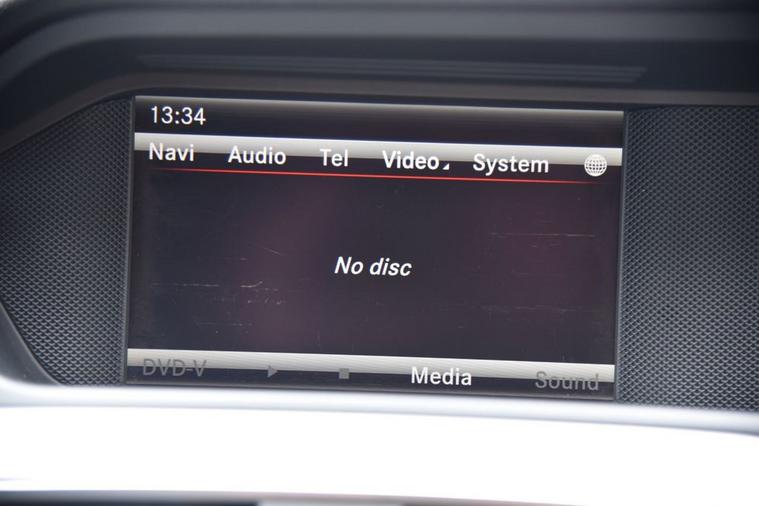 13:34
Navi Audio Tel Video System
No disc
DVD-V Media Sound